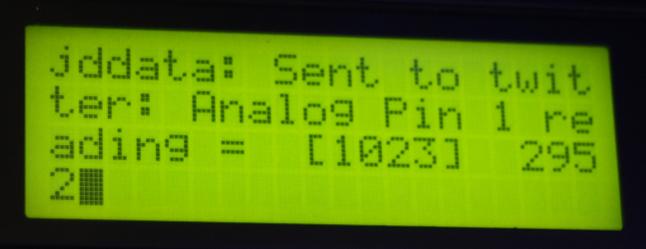 jddata: Sent to twit
ter: Analog Pin 1 re
ading =  [1023]  295
2